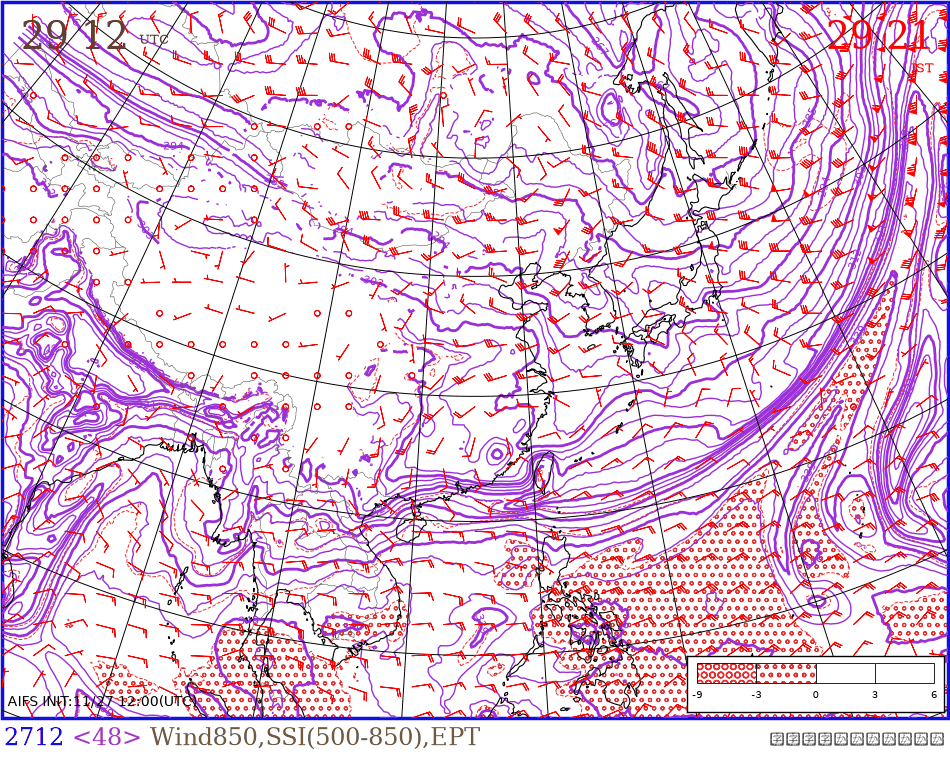 29 12 UTC
29 21 JST
294
AIFS INIT:11/27 12:00(UTC)
-9 -3 0 3 6
2712 <48> Wind850,SSI(500-850),EPT